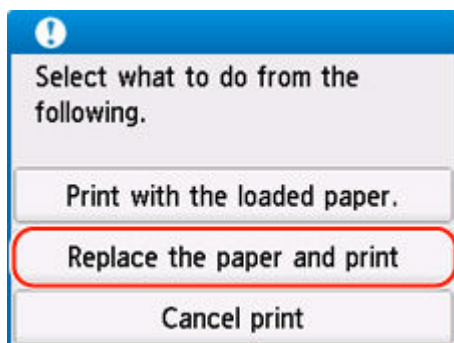 Select what to do from the
following.
Print with the loaded paper.
Replace the paper and print
Cancel print